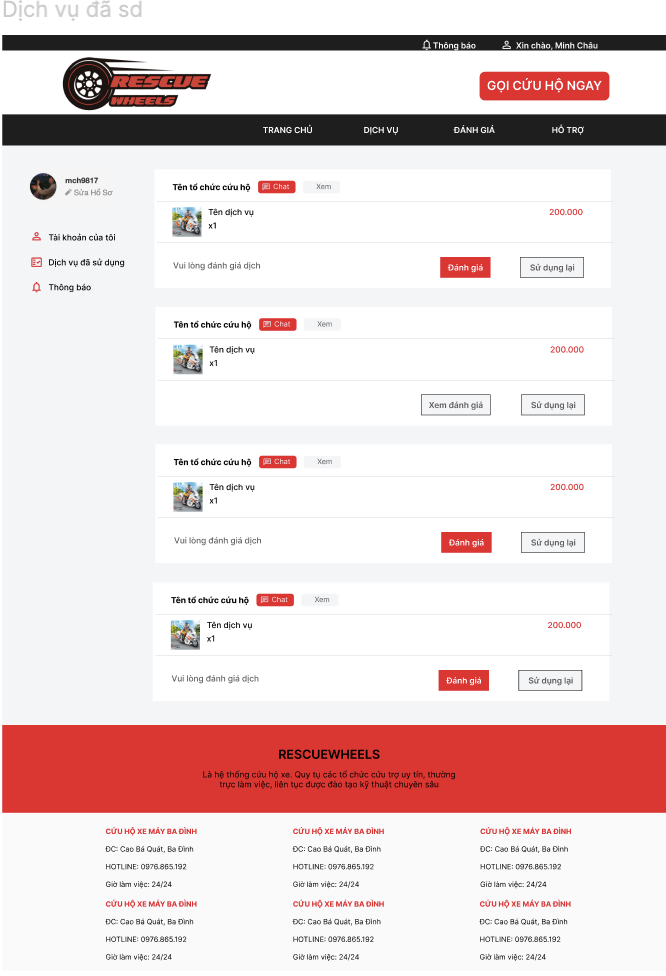 Dịch vụ đã sd
Thông báo Xin chào, Minh Châu
RESCUE
WHEELS
GỌI CỨU HỘ NGAY
TRANG CHỦ DỊCH VỤ ĐÁNH GIÁ HỖ TRỢ
mch9817
Sửa Hồ Sơ
Tài khoản của tôi
Dịch vụ đã sử dụng
Thông báo
Tên tổ chức cứu hộ Chat Xem
Tên dịch vụ 200.000
x1
Vui lòng đánh giá dịch Đánh giá Sử dụng lại
Tên tổ chức cứu hộ Chat Xem
Tên dịch vụ 200.000
x1
Xem đánh giá Sử dụng lại
Tên tổ chức cứu hộ Chat Xem
Tên dịch vụ 200.000
x1
Vui lòng đánh giá dịch Đánh giá Sử dụng lại
Tên tổ chức cứu hộ Chat Xem
Tên dịch vụ 200.000
x1
Vui lòng đánh giá dịch Đánh giá Sử dụng lại
RESCUEWHEELS
Là hệ thống cứu hộ xe. Quy tụ các tổ chức cứu trợ uy tín, thường
trực làm việc, liên tục được đào tạo kỹ thuật chuyên sâu
CỨU HỘ XE MÁY BA ĐÌNH CỨU HỘ XE MÁY BA ĐÌNH CỨU HỘ XE MÁY BA ĐÌNH
ĐC: Cao Bá Quát, Ba Đình ĐC: Cao Bá Quát, Ba Đình ĐC: Cao Bá Quát, Ba Đình
HOTLINE: 0976.865.192 HOTLINE: 0976.865.192 HOTLINE: 0976.865.192
Giờ làm việc: 24/24 Giờ làm việc: 24/24 Giờ làm việc: 24/24
CỨU HỘ XE MÁY BA ĐÌNH CỨU HỘ XE MÁY BA ĐÌNH CỨU HỘ XE MÁY BA ĐÌNH
ĐC: Cao Bá Quát, Ba Đình ĐC: Cao Bá Quát, Ba Đình ĐC: Cao Bá Quát, Ba Đình
HOTLINE: 0976.865.192 HOTLINE: 0976.865.192 HOTLINE: 0976.865.192
Giờ làm việc: 24/24 Giờ làm việc: 24/24 Giờ làm việc: 24/24